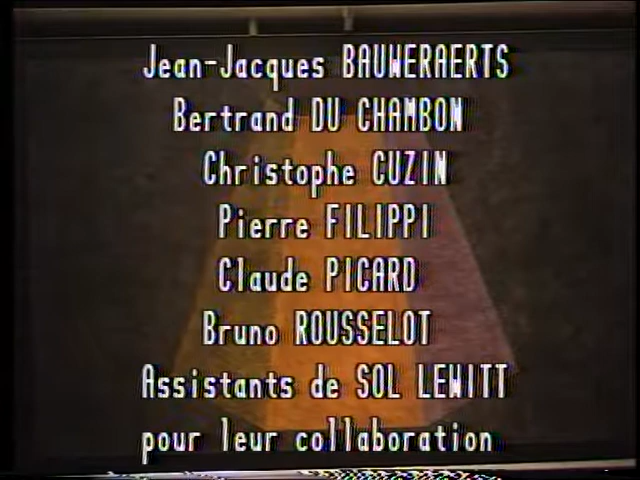 Jean-Jacques BAUWERAERTS
Bertrand DU CHAMBON
Christophe CUZIN
Pierre FILIPPI
Claude PICARD
Bruno ROUSSELOT
Assistants de SOL LEWITT
pour leur collaboration